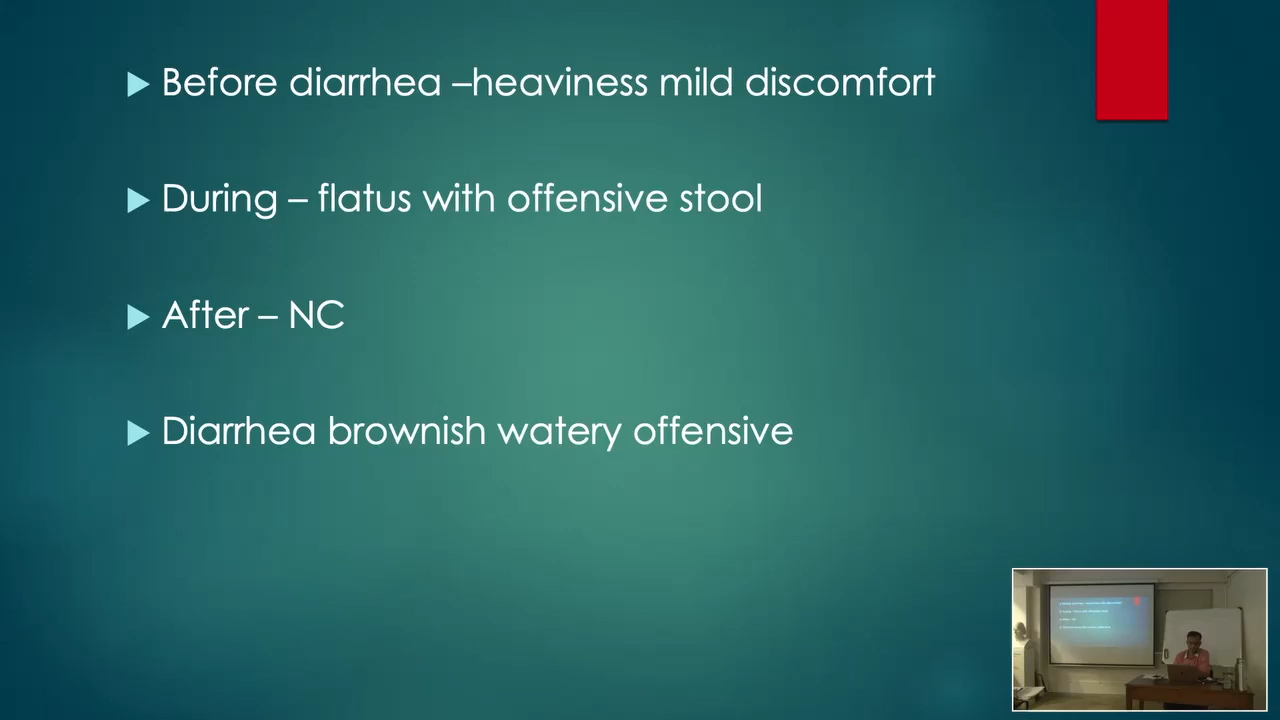 Before diarrhea –heaviness mild discomfort
During – flatus with offensive stool
After – NC
Diarrhea brownish watery offensive